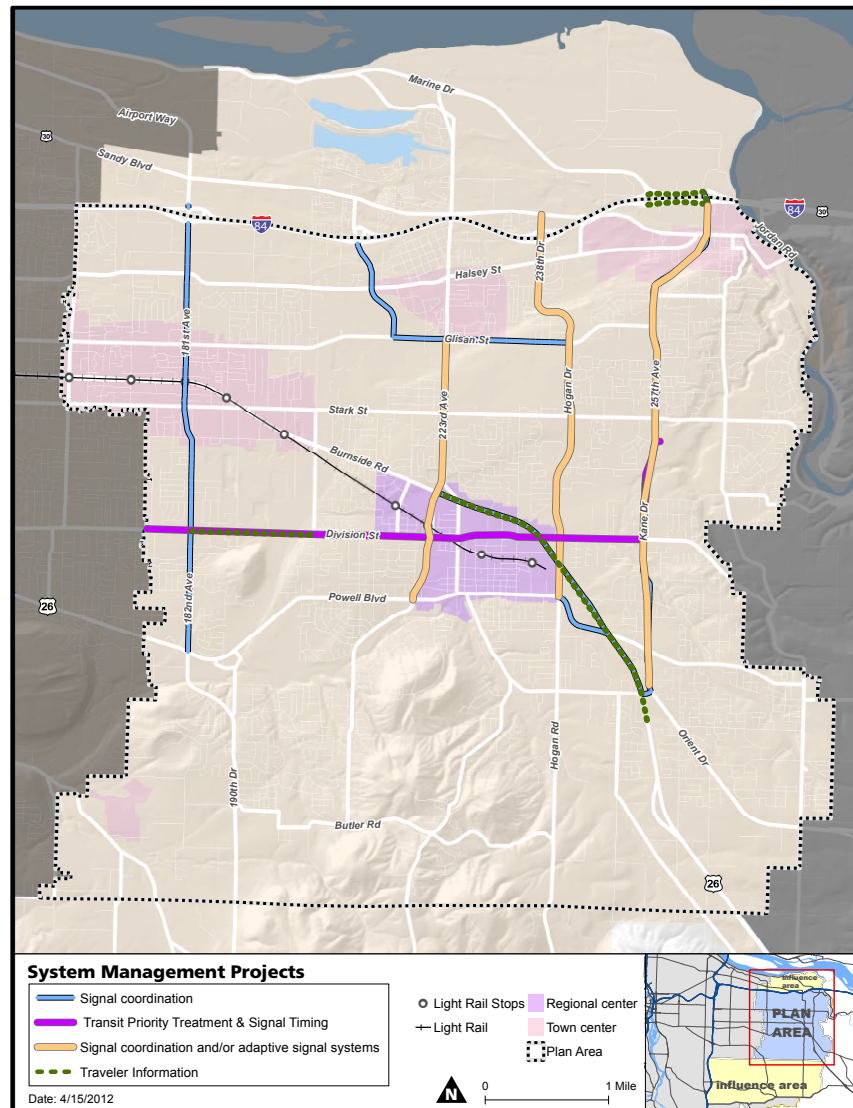 Marine Dr
Airport Way
30
Sandy Blvd
84
84
30
Jordan Rd
238th Dr
Halsey St
181st Ave
Glisan St
257th Ave
Hogan Dr
223rd Ave
Stark St
Burnside Rd
Kane Dr
Division St
182nd Ave
Powell Blvd
26
Orient Dr
Hogan Rd
190th Dr
Butler Rd
26
System Management Projects
Signal coordination
Transit Priority Treatment & Signal Timing
Signal coordination and/or adaptive signal systems
Traveler Information
Date: 4/15/2012
Light Rail Stops
Light Rail
Regional center
Town center
Plan Area
N
0 1 Mile
influence
area
PLAN
AREA
influence area